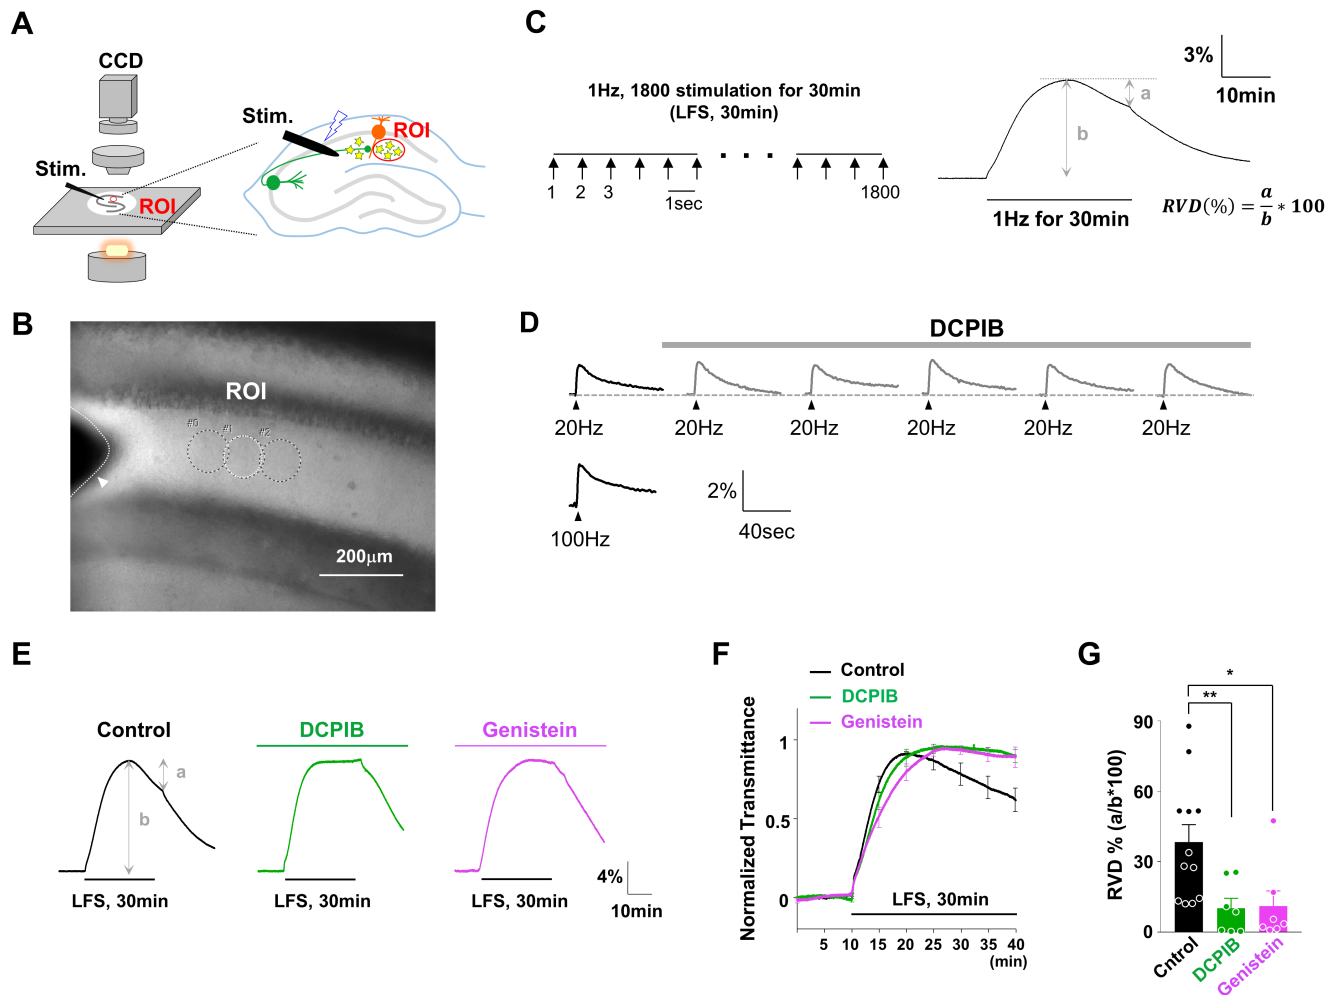 A
CCD
Stim.
ROI
Stim.
ROI
C
1Hz, 1800 stimulation for 30min
(LFS, 30min)
1
2
3
1sec
1800
3%
10min
a
b
1Hz for 30min
RVD(%) = a/b * 100
B
ROI
#0
#1
#2
200μm
D
DCPIB
20Hz
20Hz
20Hz
20Hz
20Hz
20Hz
100Hz
2%
40sec
E
Control
a
b
LFS, 30min
DCPIB
LFS, 30min
Genistein
LFS, 30min
4%
10min
F
Control
DCPIB
Genistein
Normalized Transmittance
1
0.5
0
LFS, 30min
5 10 15 20 25 30 35 40
(min)
G
*
**
RVD % (a/b*100)
90
60
30
0
Cntrol
DCPIB
Genistein